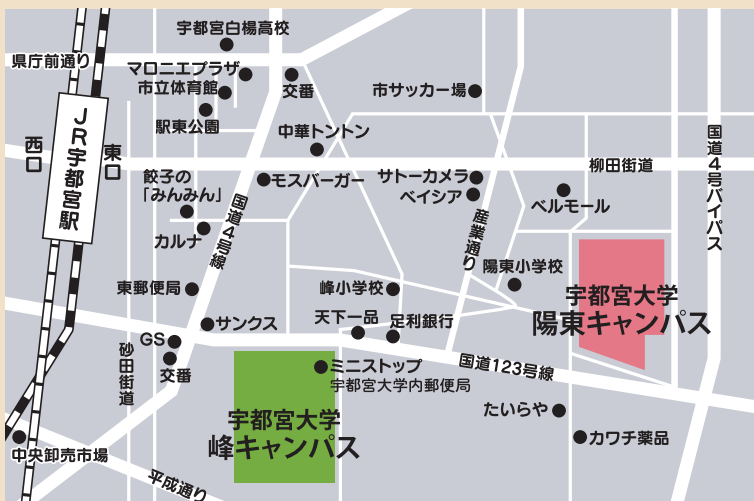 宇都宮白楊高校
県庁前通り
マロニエプラザ
市立体育館
交番
市サッカー場
駅東公園
中華トントン
西口
JR宇都宮駅
東口
国道4号バイパス
柳田街道
餃子の
「みんみん」
モスバーガー
サトーカメラ
ベイシア
ベルモール
カルナ
国道4号線
産業通り
陽東小学校
東郵便局
峰小学校
宇都宮大学
陽東キャンパス
サンクス
天下一品
足利銀行
GS
交番
砂田街道
ミニストップ
宇都宮大学内郵便局
国道123号線
宇都宮大学
峰キャンパス
たいらや
カワチ薬品
中央卸売市場
平成通り